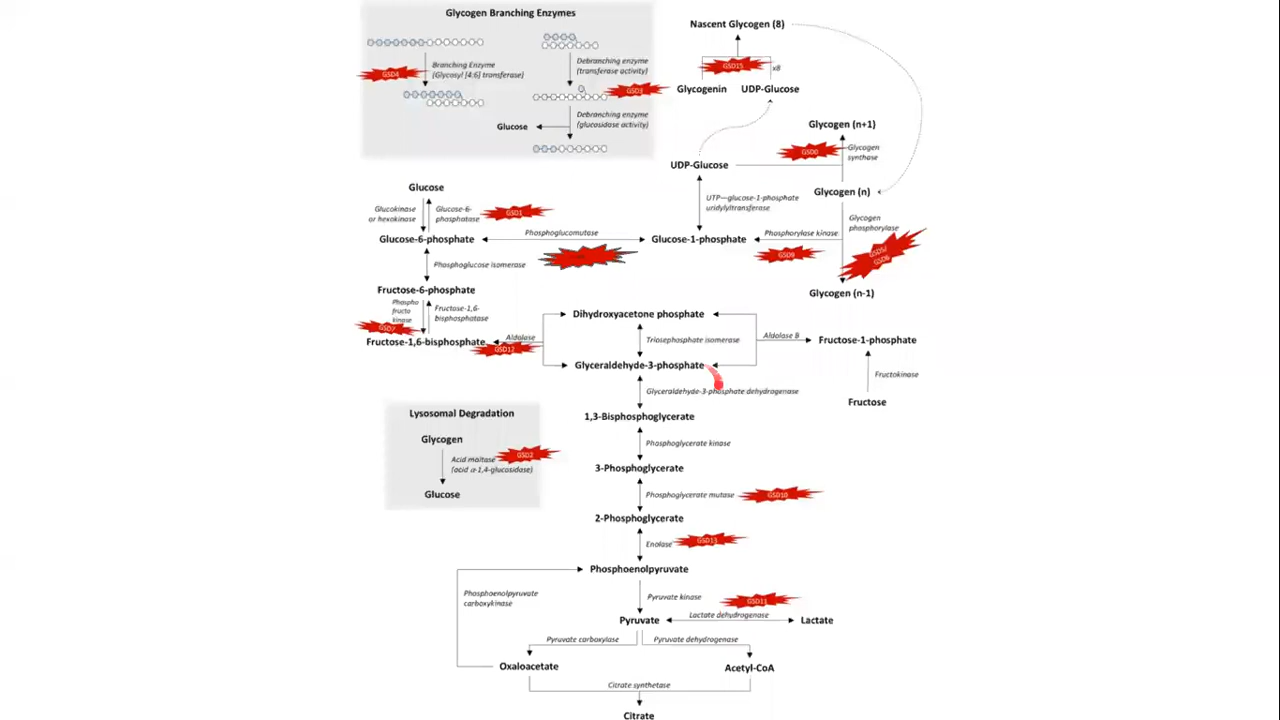 Glycogen Branching Enzymes
GSD4
Branching Enzyme
(Glycosyl [4:6] transferase)
Debranching enzyme
(transferase activity)
GSD3
Debranching enzyme
(glucosidase activity)
Glucose
Nascent Glycogen (8)
GSD15
x8
Glycogenin
UDP-Glucose
Glycogen (n+1)
GSD0
Glycogen
synthase
UDP-Glucose
Glycogen (n)
UTP—glucose-1-phosphate
uridylyltransferase
Glycogen
phosphorylase
GSD5/
GSD6
Glucose
Glucokinase
or hexokinase
Glucose-6-
phosphatase
GSD1
Glucose-6-phosphate
Phosphoglucomutase
Glucose-1-phosphate
Phosphorylase kinase
GSD9
Glycogen (n-1)
Phosphoglucose isomerase
Fructose-6-phosphate
Phospho
fructo
kinase
Fructose-1,6-
bisphosphatase
GSD7
Fructose-1,6-bisphosphate
Aldolase
GSD12
Dihydroxyacetone phosphate
Triosephosphate isomerase
Aldolase B
Fructose-1-phosphate
Glyceraldehyde-3-phosphate
Fructokinase
Fructose
Glyceraldehyde-3-phosphate dehydrogenase
1,3-Bisphosphoglycerate
Lysosomal Degradation
Glycogen
Acid maltase
(acid α-1,4-glucosidase)
GSD2
Glucose
Phosphoglycerate kinase
3-Phosphoglycerate
Phosphoglycerate mutase
GSD10
2-Phosphoglycerate
Enolase
GSD13
Phosphoenolpyruvate
Phosphoenolpyruvate
carboxykinase
Pyruvate kinase
GSD11
Lactate dehydrogenase
Pyruvate
Lactate
Pyruvate carboxylase
Pyruvate dehydrogenase
Oxaloacetate
Acetyl-CoA
Citrate synthetase
Citrate